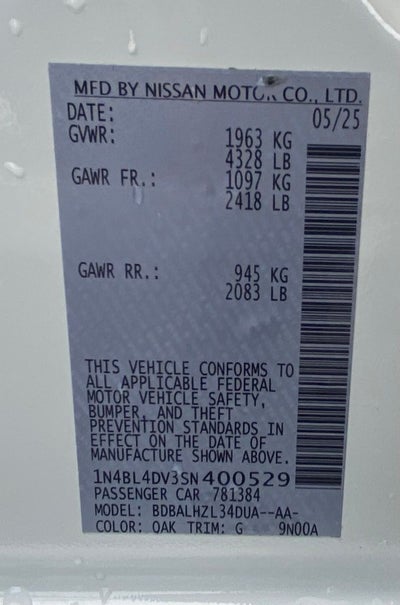 MFD BY NISSAN MOTOR CO., LTD.
DATE: 05/25
GVWR: 1963 KG
4328 LB
GAWR FR.: 1097 KG
2418 LB
GAWR RR.: 945 KG
2083 LB
THIS VEHICLE CONFORMS TO
ALL APPLICABLE FEDERAL
MOTOR VEHICLE SAFETY,
BUMPER, AND THEFT
PREVENTION STANDARDS IN
EFFECT ON THE DATE OF
MANUFACTURE SHOWN ABOVE.
1N4BL4DV3SN400529
PASSENGER CAR 781384
MODEL: BDBALHZL34DUA--AA-
COLOR: QAK TRIM: G 9N00A